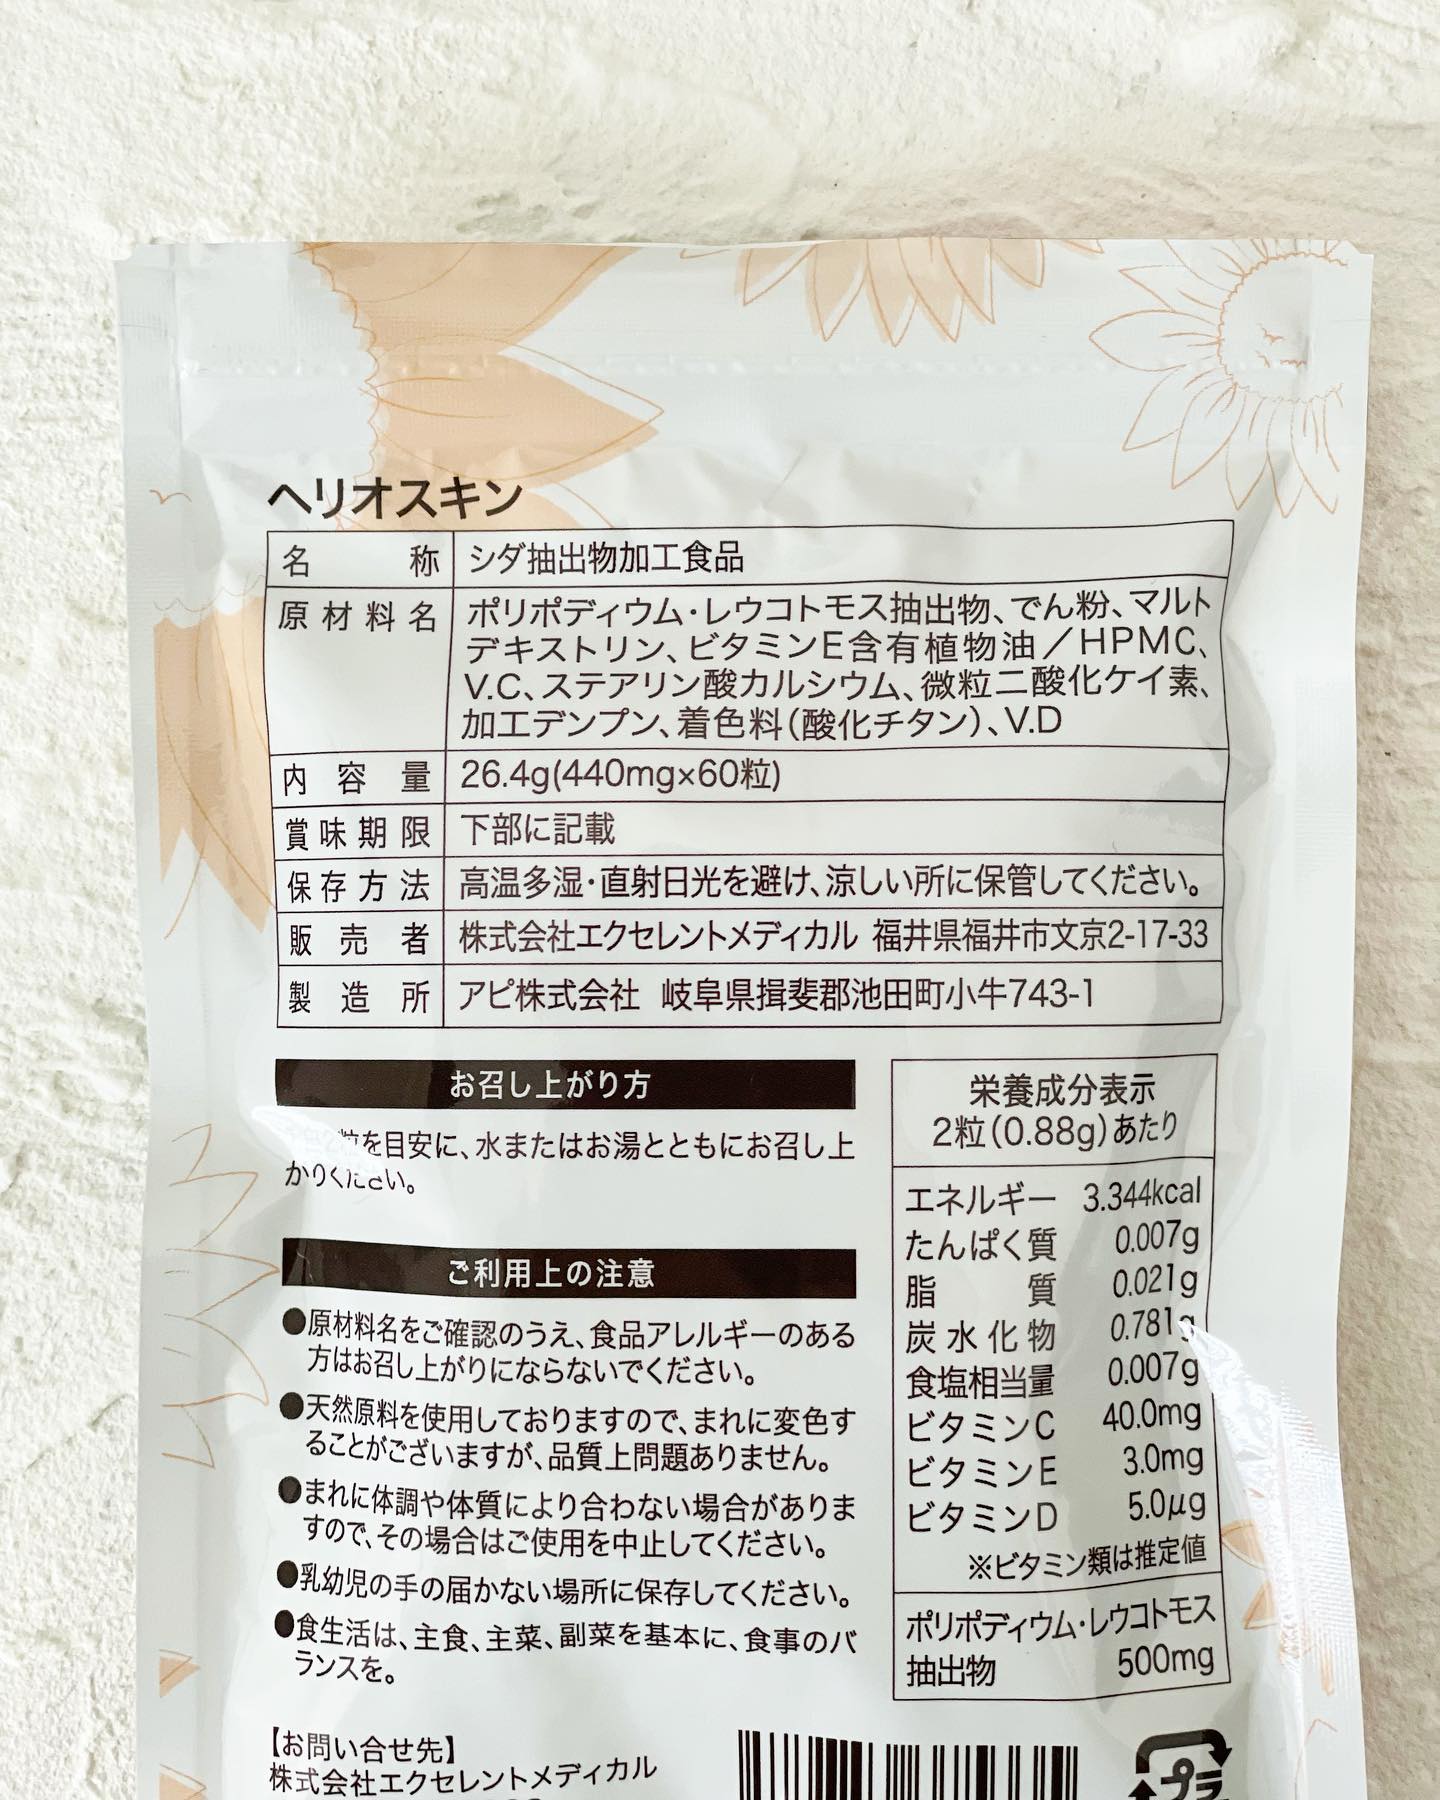 ヘリオスキン
名称 シダ抽出物加工食品
原材料名 ポリポディウム・レウコトモス抽出物、でん粉、マルト
デキストリン、ビタミンE含有植物油／HPMC、
V.C、ステアリン酸カルシウム、微粒二酸化ケイ素、
加工デンプン、着色料(酸化チタン)、V.D
内容量 26.4g(440mg×60粒)
賞味期限 下部に記載
保存方法 高温多湿・直射日光を避け、涼しい所に保管してください。
販売者 株式会社エクセレントメディカル 福井県福井市文京2-17-33
製造所 アピ株式会社 岐阜県揖斐郡池田町小牛743-1
お召し上がり方
2粒を目安に、水またはお湯とともにお召し上
がりください。
ご利用上の注意
●原材料名をご確認のうえ、食品アレルギーのある
方はお召し上がりにならないでください。
●天然原料を使用しておりますので、まれに変色す
ることがございますが、品質上問題ありません。
●まれに体調や体質により合わない場合がありま
すので、その場合はご使用を中止してください。
●乳幼児の手の届かない場所に保存してください。
●食生活は、主食、主菜、副菜を基本に、食事のバ
ランスを。
【お問い合せ先】
株式会社エクセレントメディカル
栄養成分表示
2粒(0.88g)あたり
エネルギー 3.344kcal
たんぱく質 0.007g
脂質 0.021g
炭水化物 0.781g
食塩相当量 0.007g
ビタミンC 40.0mg
ビタミンE 3.0mg
ビタミンD 5.0μg
※ビタミン類は推定値
ポリポディウム・レウコトモス
抽出物 500mg
プラ